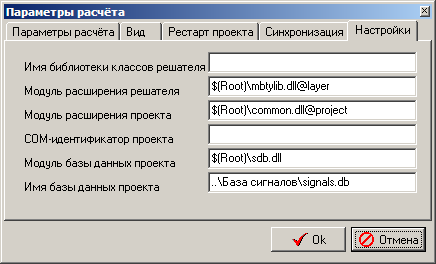 Параметры расчёта
Параметры расчёта Вид Рестарт проекта Синхронизация Настройки
Имя библиотеки классов решателя
Модуль расширения решателя $(Root)\mbtylib.dll@layer
Модуль расширения проекта $(Root)\common.dll@project
COM-идентификатор проекта
Модуль базы данных проекта $(Root)\sdb.dll
Имя базы данных проекта ..\База сигналов\signals.db
Ok Отмена